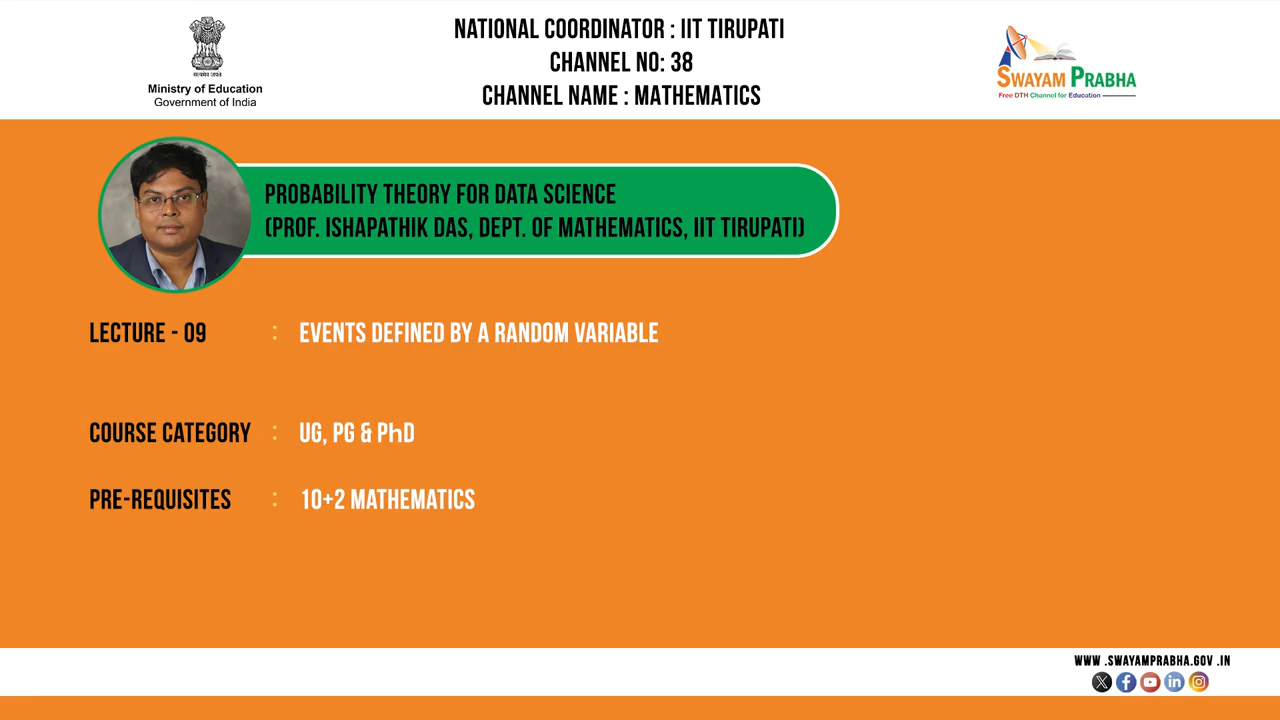 NATIONAL COORDINATOR : IIT TIRUPATI
CHANNEL NO: 38
CHANNEL NAME : MATHEMATICS
सत्यमेव जयते
Ministry of Education
Government of India
SWAYAM PRABHA
Free DTH Channel for Education
PROBABILITY THEORY FOR DATA SCIENCE
(PROF. ISHAPATHIK DAS, DEPT. OF MATHEMATICS, IIT TIRUPATI)
LECTURE - 09 : EVENTS DEFINED BY A RANDOM VARIABLE
COURSE CATEGORY : UG, PG & PhD
PRE-REQUISITES : 10+2 MATHEMATICS
WWW .SWAYAMPRABHA.GOV .IN